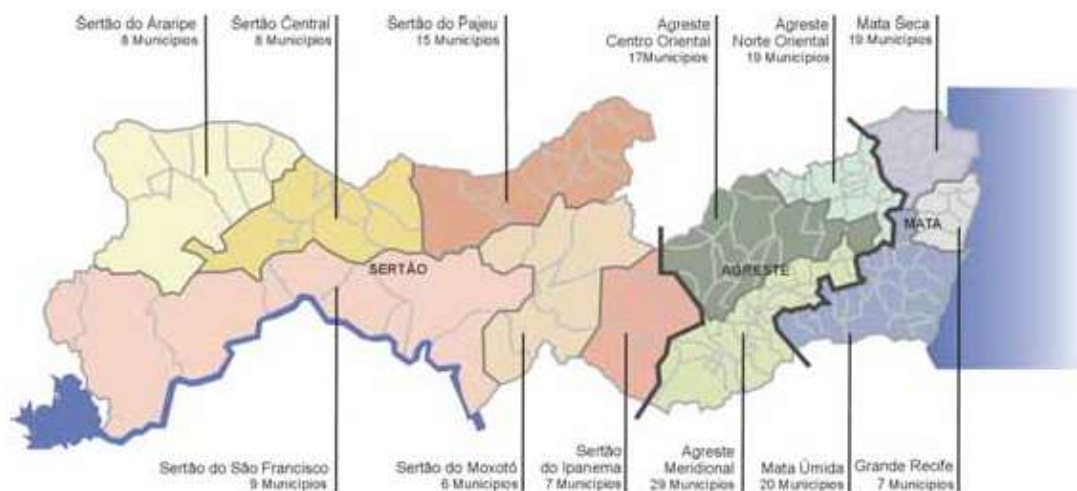 Sertão do Araripe
8 Municípios
Sertão Central
8 Municípios
Sertão do Pajeu
15 Municípios
Agreste
Centro Oriental
17Municípios
Agreste
Norte Oriental
19 Municípios
Mata Seca
19 Municípios
MATA
SERTÃO
AGRESTE
Sertão do São Francisco
9 Municípios
Sertão do Moxotó
6 Municípios
Sertão
do Ipanema
7 Municípios
Agreste
Meridional
29 Municípios
Mata Úmida
20 Municípios
Grande Recife
7 Municípios